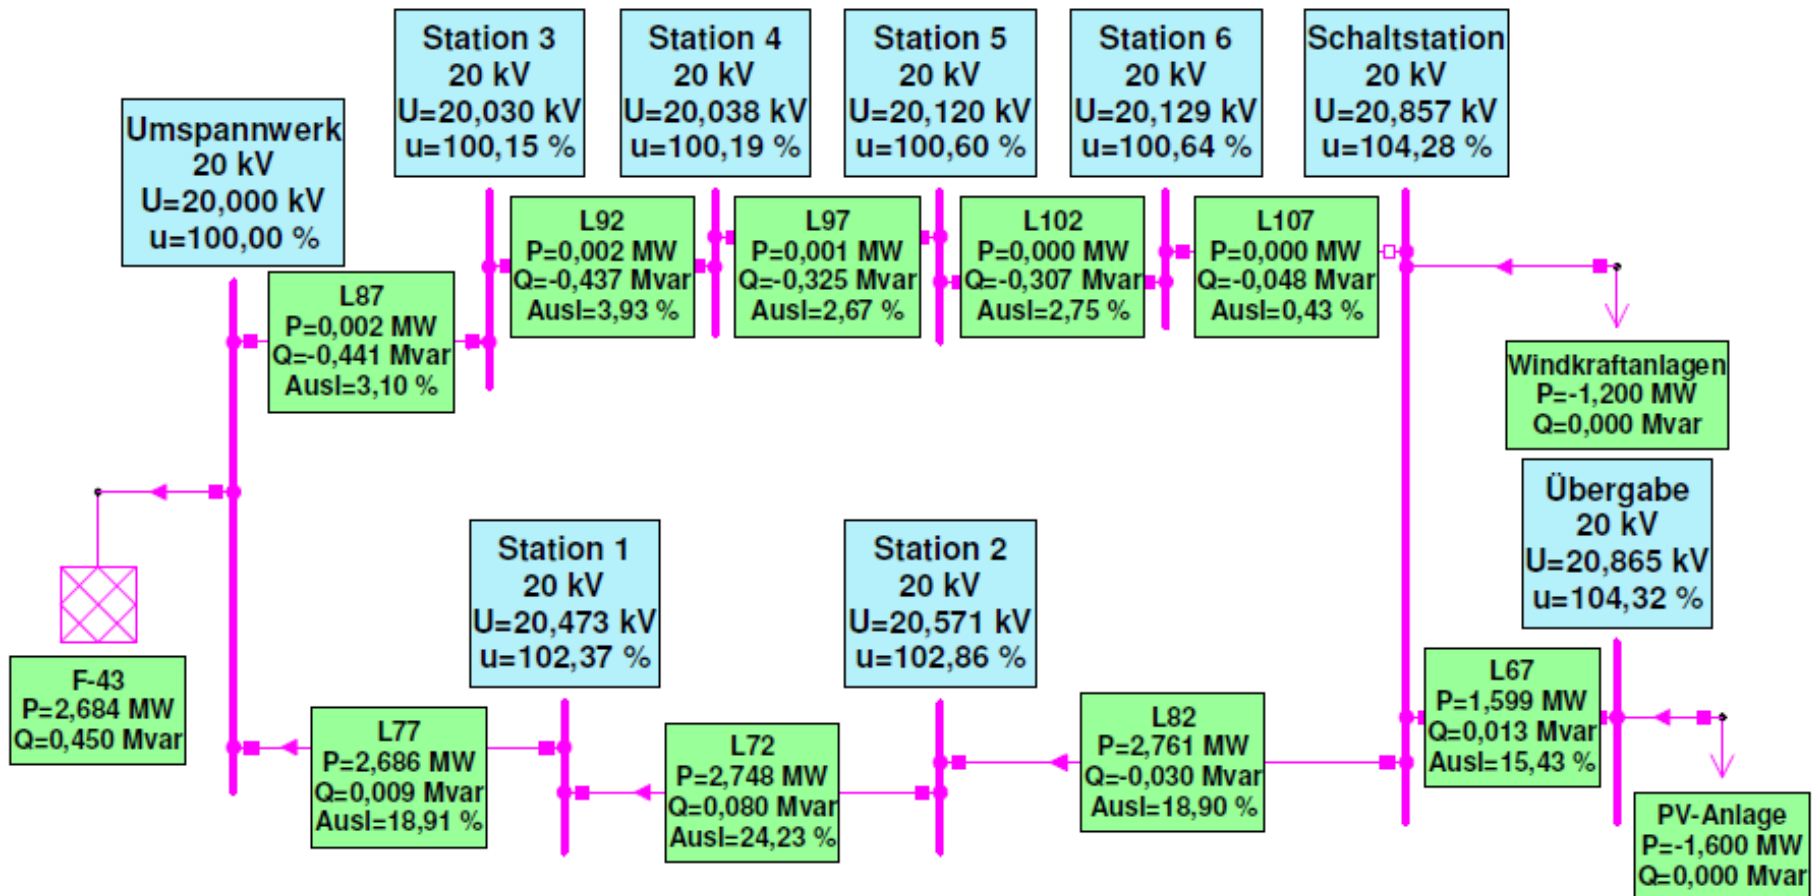 Station 3
20 kV
U=20,030 kV
u=100,15 %
Station 4
20 kV
U=20,038 kV
u=100,19 %
Station 5
20 kV
U=20,120 kV
u=100,60 %
Station 6
20 kV
U=20,129 kV
u=100,64 %
Schaltstation
20 kV
U=20,857 kV
u=104,28 %
Umspannwerk
20 kV
U=20,000 kV
u=100,00 %
L87
P=0,002 MW
Q=-0,441 Mvar
Ausl=3,10 %
L92
P=0,002 MW
Q=-0,437 Mvar
Ausl=3,93 %
L97
P=0,001 MW
Q=-0,325 Mvar
Ausl=2,67 %
L102
P=0,000 MW
Q=-0,307 Mvar
Ausl=2,75 %
L107
P=0,000 MW
Q=-0,048 Mvar
Ausl=0,43 %
Windkraftanlagen
P=-1,200 MW
Q=0,000 Mvar
Übergabe
20 kV
U=20,865 kV
u=104,32 %
Station 1
20 kV
U=20,473 kV
u=102,37 %
Station 2
20 kV
U=20,571 kV
u=102,86 %
F-43
P=2,684 MW
Q=0,450 Mvar
L77
P=2,686 MW
Q=0,009 Mvar
Ausl=18,91 %
L72
P=2,748 MW
Q=0,080 Mvar
Ausl=24,23 %
L82
P=2,761 MW
Q=-0,030 Mvar
Ausl=18,90 %
L67
P=1,599 MW
Q=0,013 Mvar
Ausl=15,43 %
PV-Anlage
P=-1,600 MW
Q=0,000 Mvar